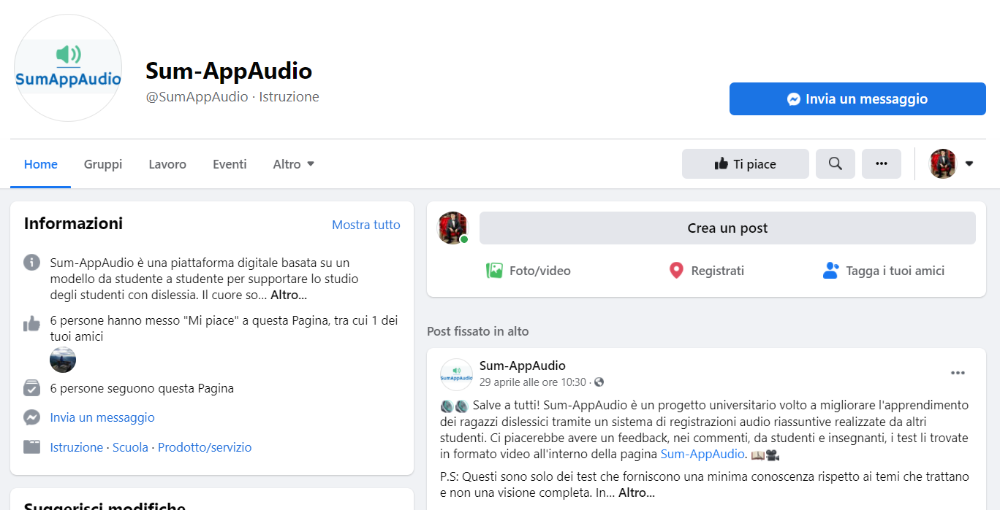 SumAppAudio
Sum-AppAudio
@SumAppAudio · Istruzione
Invia un messaggio
Home
Gruppi
Lavoro
Eventi
Altro
Ti piace
Informazioni
Mostra tutto
Sum-AppAudio è una piattaforma digitale basata su un
modello da studente a studente per supportare lo studio
degli studenti con dislessia. Il cuore so... Altro...
6 persone hanno messo "Mi piace" a questa Pagina, tra cui 1 dei
tuoi amici
6 persone seguono questa Pagina
Invia un messaggio
Istruzione · Scuola · Prodotto/servizio
Suggerisci modifiche
Crea un post
Foto/video
Registrati
Tagga i tuoi amici
Post fissato in alto
SumAppAudio
Sum-AppAudio
29 aprile alle ore 10:30 ·
Salve a tutti! Sum-AppAudio è un progetto universitario volto a migliorare l'apprendimento
dei ragazzi dislessici tramite un sistema di registrazioni audio riassuntive realizzate da altri
studenti. Ci piacerebbe avere un feedback, nei commenti, da studenti e insegnanti, i test li trovate
in formato video all'interno della pagina Sum-AppAudio.
P.S: Questi sono solo dei test che forniscono una minima conoscenza rispetto ai temi che trattano
e non una visione completa. In... Altro...